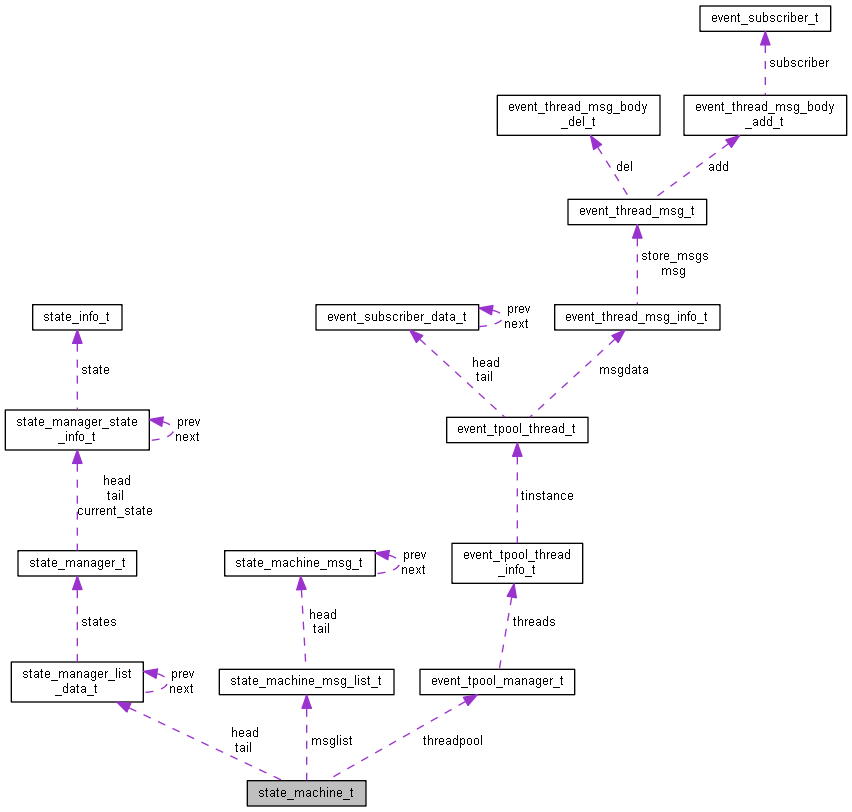 event_subscriber_t
subscriber
event_thread_msg_body
_del_t
event_thread_msg_body
_add_t
del
add
event_thread_msg_t
store_msgs
msg
state_info_t
event_subscriber_data_t
prev
next
event_thread_msg_info_t
state
head
tail
msgdata
state_manager_state
_info_t
prev
next
event_tpool_thread_t
head
tail
current_state
tinstance
state_manager_t
state_machine_msg_t
prev
next
event_tpool_thread
_info_t
states
head
tail
threads
state_manager_list
_data_t
prev
next
state_machine_msg_list_t
event_tpool_manager_t
head
tail
msglist
threadpool
state_machine_t